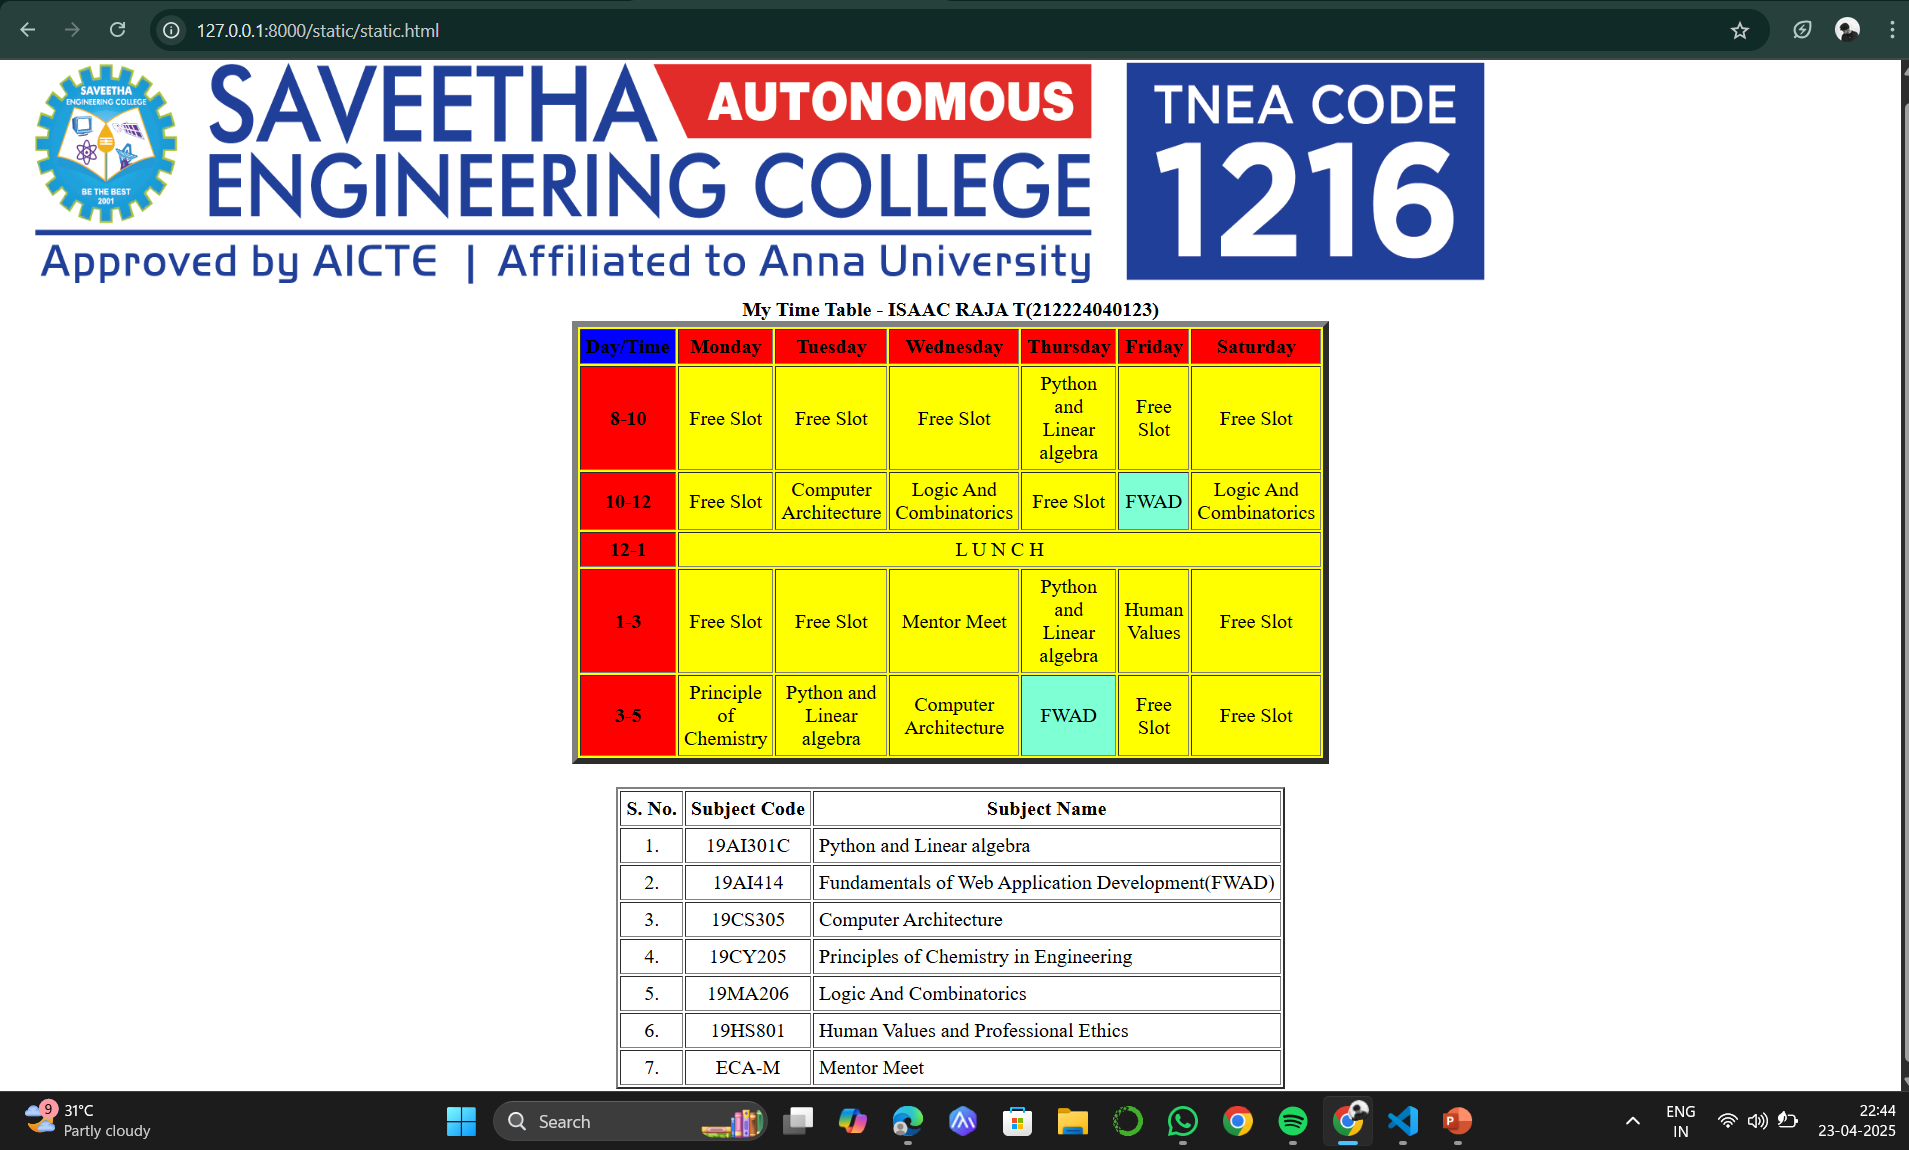 127.0.0.1:8000/static/static.html
SAVEETHA
ENGINEERING COLLEGE
BE THE BEST
2001
SAVEETHA AUTONOMOUS
ENGINEERING COLLEGE
Approved by AICTE | Affiliated to Anna University
TNEA CODE
1216
My Time Table - ISAAC RAJA T(212224040123)
Day/Time Monday Tuesday Wednesday Thursday Friday Saturday
8-10 Free Slot Free Slot Free Slot Python and Linear algebra Free Slot Free Slot
10-12 Free Slot Computer Architecture Logic And Combinatorics Free Slot FWAD Logic And Combinatorics
12-1 L U N C H
1-3 Free Slot Free Slot Mentor Meet Python and Linear algebra Human Values Free Slot
3-5 Principle of Chemistry Python and Linear algebra Computer Architecture FWAD Free Slot Free Slot
S. No. Subject Code Subject Name
1. 19AI301C Python and Linear algebra
2. 19AI414 Fundamentals of Web Application Development(FWAD)
3. 19CS305 Computer Architecture
4. 19CY205 Principles of Chemistry in Engineering
5. 19MA206 Logic And Combinatorics
6. 19HS801 Human Values and Professional Ethics
7. ECA-M Mentor Meet
9
31°C
Partly cloudy
Search
P
ENG
IN
22:44
23-04-2025